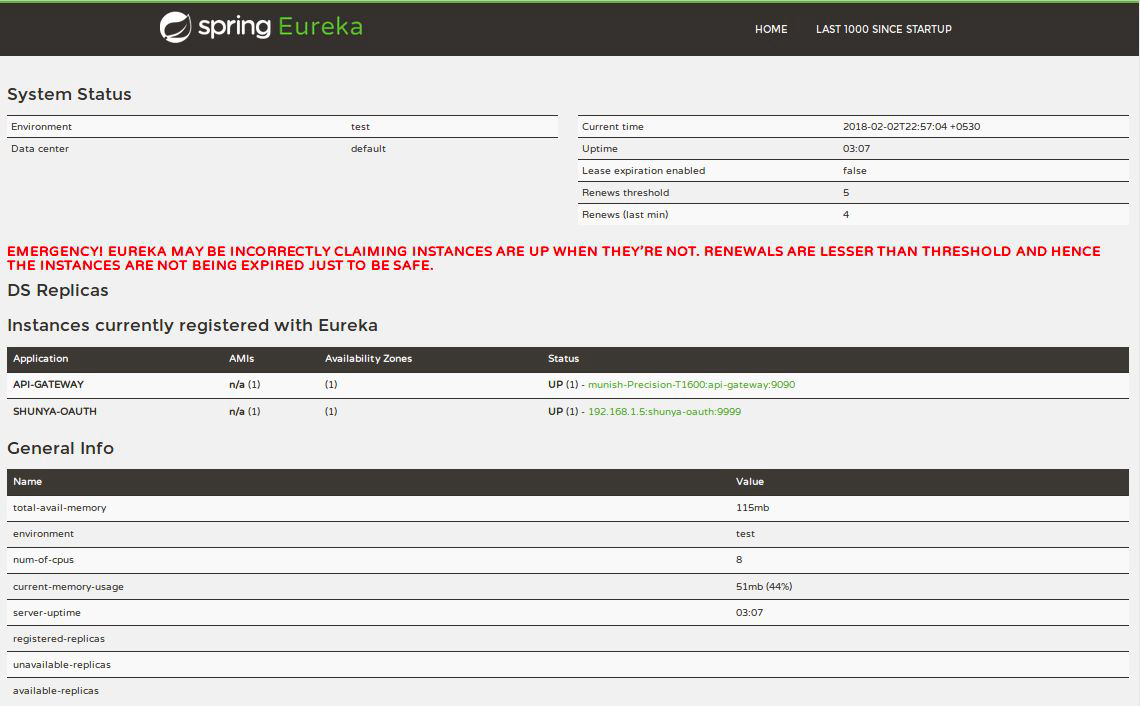 spring Eureka
HOME LAST 1000 SINCE STARTUP
System Status
Environment test
Data center default
Current time 2018-02-02T22:57:04 +0530
Uptime 03:07
Lease expiration enabled false
Renews threshold 5
Renews (last min) 4
EMERGENCY! EUREKA MAY BE INCORRECTLY CLAIMING INSTANCES ARE UP WHEN THEY'RE NOT. RENEWALS ARE LESSER THAN THRESHOLD AND HENCE
THE INSTANCES ARE NOT BEING EXPIRED JUST TO BE SAFE.
DS Replicas
Instances currently registered with Eureka
Application AMIs Availability Zones Status
API-GATEWAY n/a (1) (1) UP (1) - munish-Precision-T1600:api-gateway:9090
SHUNYA-OAUTH n/a (1) (1) UP (1) - 192.168.1.5:shunya-oauth:9999
General Info
Name Value
total-avail-memory 115mb
environment test
num-of-cpus 8
current-memory-usage 51mb (44%)
server-uptime 03:07
registered-replicas
unavailable-replicas
available-replicas